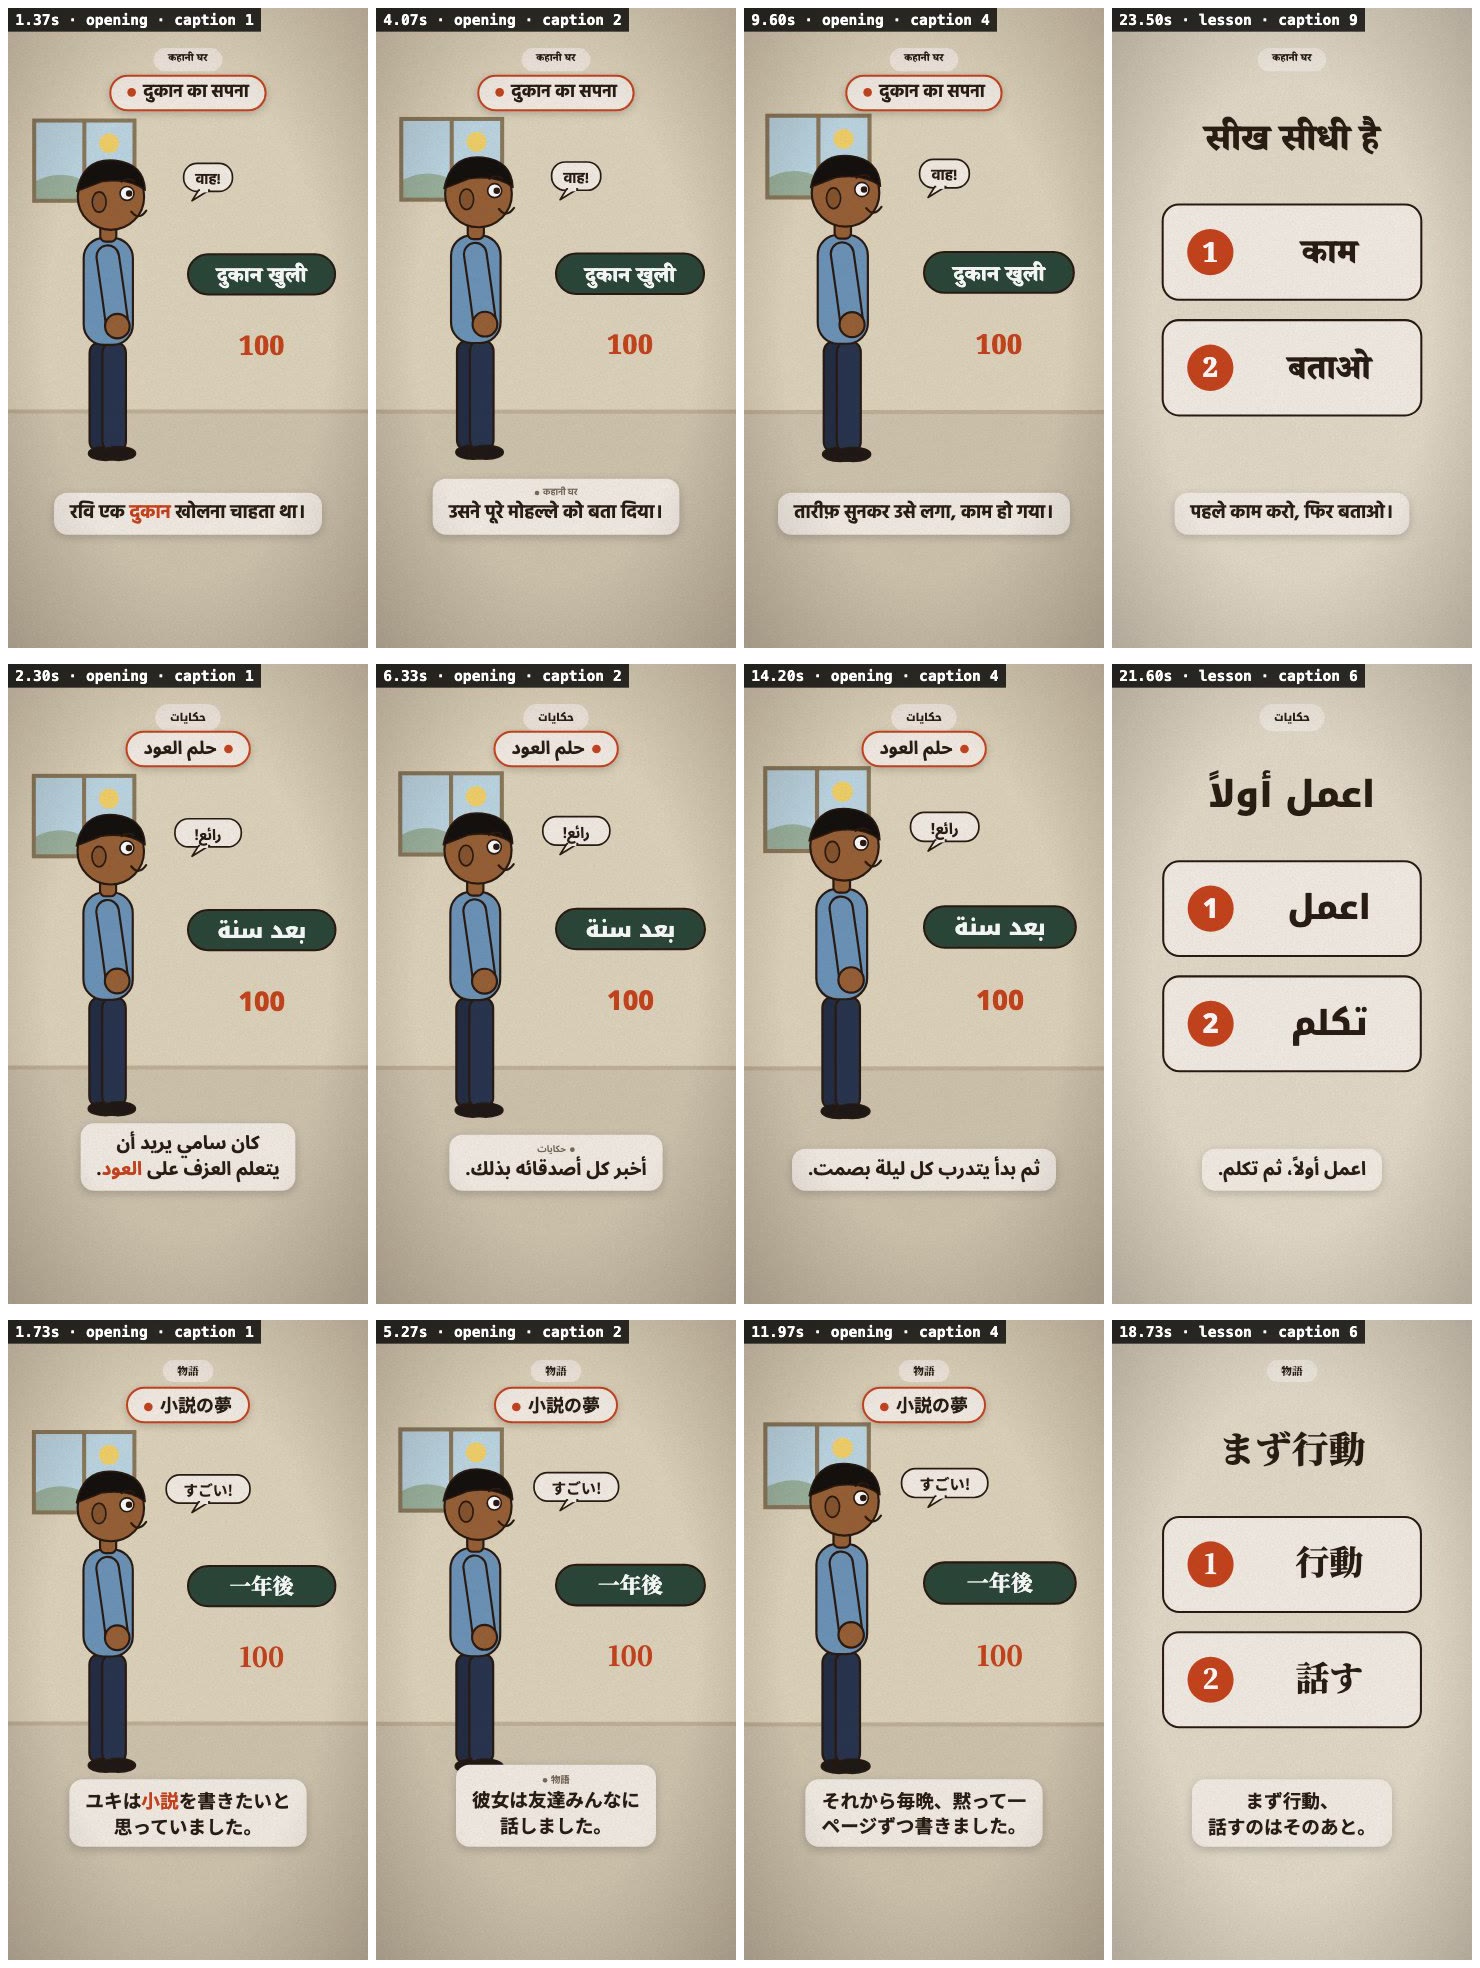 1.37s · opening · caption 1
कहानी घर
दुकान का सपना
वाह!
दुकान खुली
100
रवि एक दुकान खोलना चाहता था।
4.07s · opening · caption 2
कहानी घर
दुकान का सपना
वाह!
दुकान खुली
100
कहानी घर
उसने पूरे मोहल्ले को बता दिया।
9.60s · opening · caption 4
कहानी घर
दुकान का सपना
वाह!
दुकान खुली
100
तारीफ़ सुनकर उसे लगा, काम हो गया।
23.50s · lesson · caption 9
कहानी घर
सीख सीधी है
1 काम
2 बताओ
पहले काम करो, फिर बताओ।
2.30s · opening · caption 1
حكايات
حلم العود
رائع!
بعد سنة
100
كان سامي يريد أن
يتعلم العزف على العود.
6.33s · opening · caption 2
حكايات
حلم العود
رائع!
بعد سنة
100
حكايات
أخبر كل أصدقائه بذلك.
14.20s · opening · caption 4
حكايات
حلم العود
رائع!
بعد سنة
100
ثم بدأ يتدرب كل ليلة بصمت.
21.60s · lesson · caption 6
حكايات
اعمل أولاً
1 اعمل
2 تكلم
اعمل أولاً، ثم تكلم.
1.73s · opening · caption 1
物語
小説の夢
すごい!
一年後
100
ユキは小説を書きたいと
思っていました。
5.27s · opening · caption 2
物語
小説の夢
すごい!
一年後
100
物語
彼女は友達みんなに
話しました。
11.97s · opening · caption 4
物語
小説の夢
すごい!
一年後
100
それから毎晩、黙って一
ページずつ書きました。
18.73s · lesson · caption 6
物語
まず行動
1 行動
2 話す
まず行動、
話すのはそのあと。